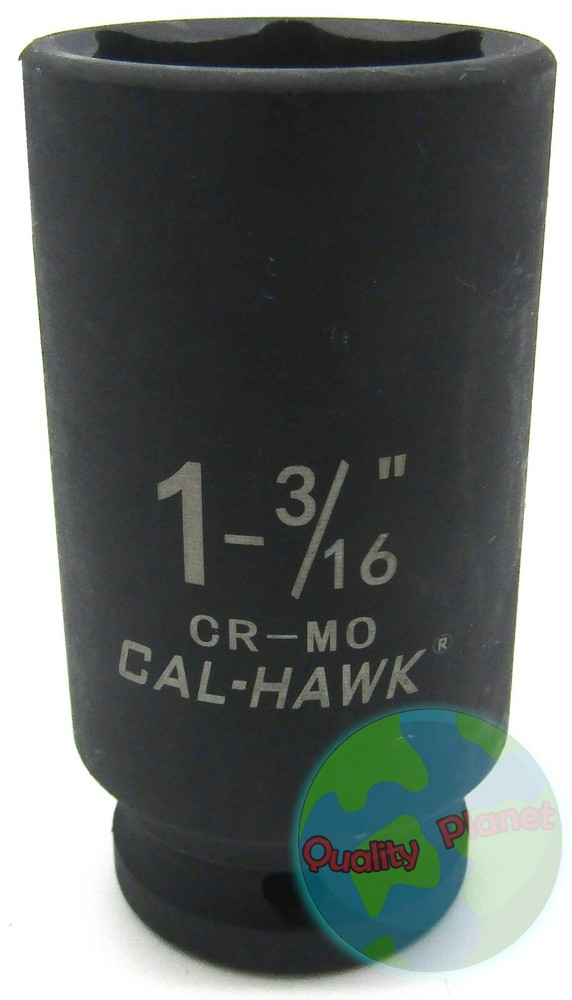 1-3/16"
CR-MO
CAL-HAWK®
Quality Planet